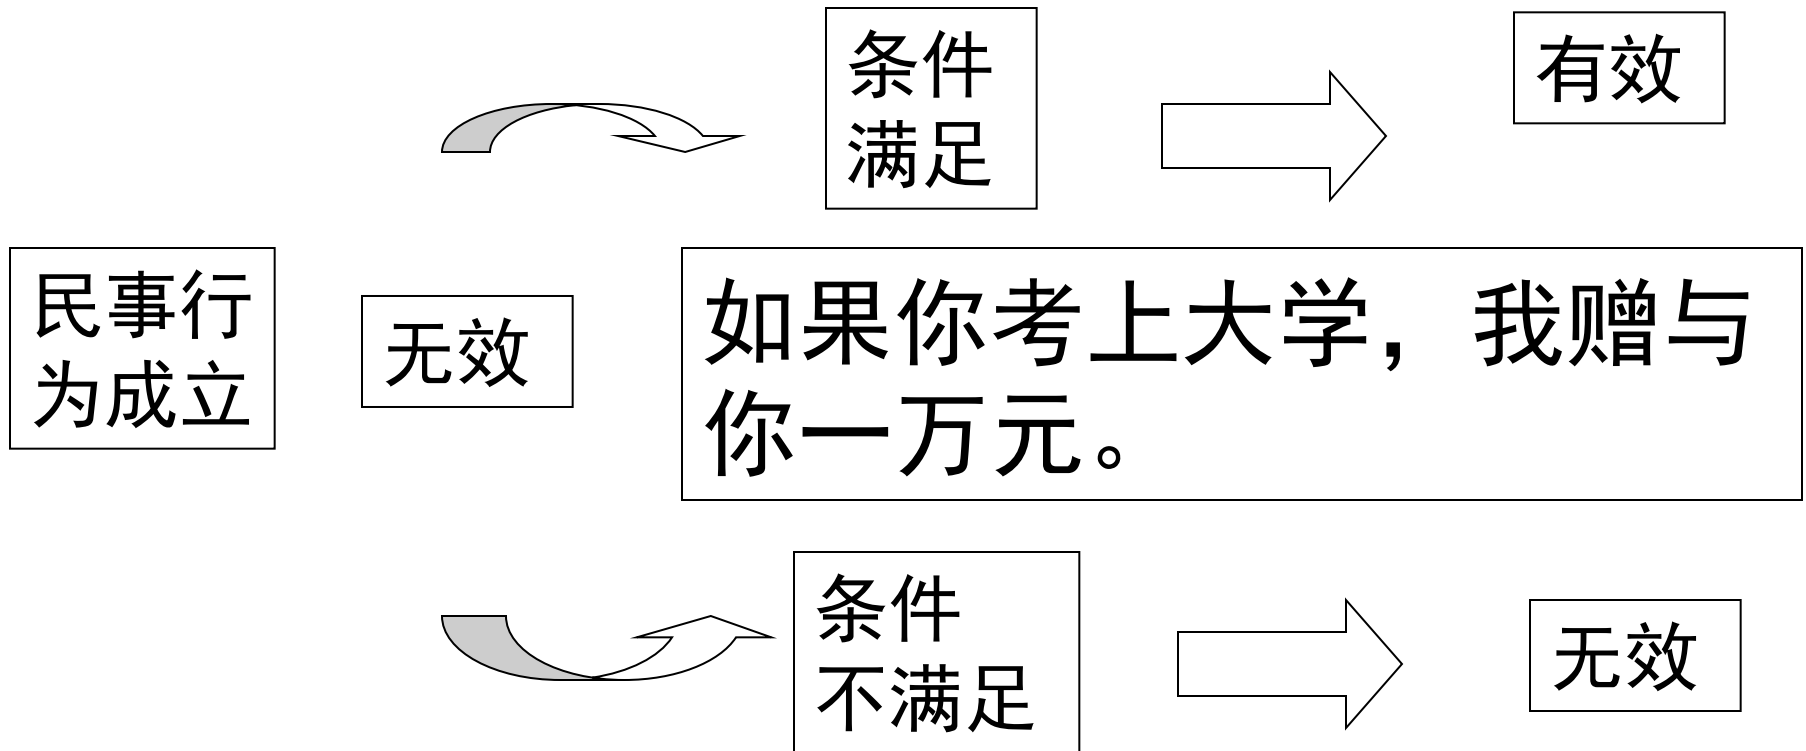 条件
满足
有效
民事行
为成立
无效
如果你考上大学，我赠与
你一万元。
条件
不满足
无效